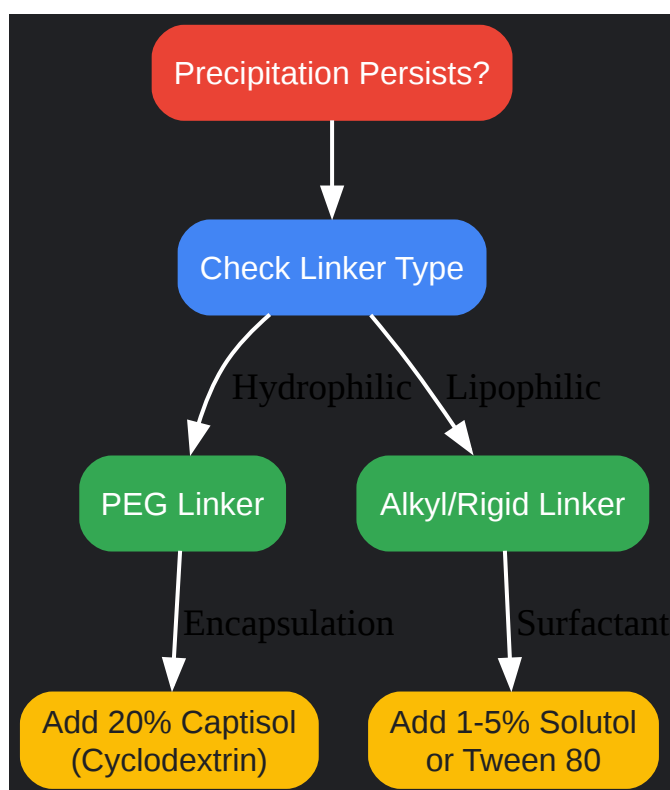 Precipitation Persists?
Check Linker Type
Hydrophilic
Lipophilic
PEG Linker
Alkyl/Rigid Linker
Encapsulation
Surfactant
Add 20% Captisol
(Cyclodextrin)
Add 1-5% Solutol
or Tween 80